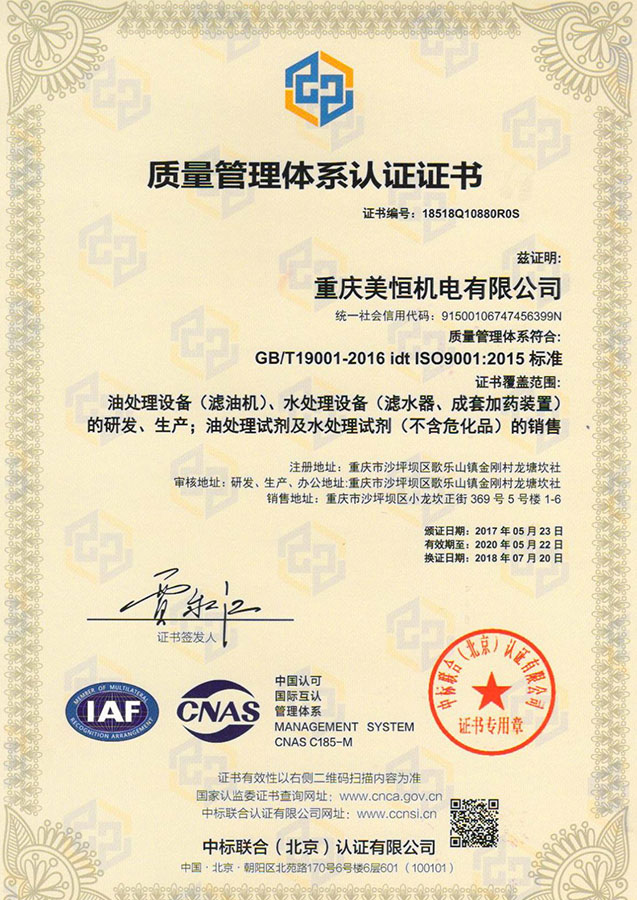 质量管理体系认证证书
证书编号：18518Q10880R0S
兹证明:
重庆美恒机电有限公司
统一社会信用代码：91500106747456399N
质量管理体系符合:
GB/T19001-2016 idt ISO9001:2015 标准
证书覆盖范围:
油处理设备（滤油机）、水处理设备（滤水器、成套加药装置）
的研发、生产；油处理试剂及水处理试剂（不含危化品）的销售
注册地址：重庆市沙坪坝区歌乐山镇金刚村龙塘坎社
审核地址：研发、生产、办公地址:重庆市沙坪坝区歌乐山镇金刚村龙塘坎社
销售地址：重庆市沙坪坝区小龙坎正街 369 号 5 号楼 1-6
颁证日期：2017 年 05 月 23 日
有效期至：2020 年 05 月 22 日
换证日期：2018 年 07 月 20 日
证书签发人
MEMBER OF MULTILATERAL
IAF
RECOGNITION ARRANGEMENT
CNAS
中国认可
国际互认
管理体系
MANAGEMENT SYSTEM
CNAS C185-M
中标联合（北京）认证有限公司
证书专用章
证书有效性以右侧二维码扫描内容为准
国家认监委证书查询网址：www.cnca.gov.cn
中标联合认证有限公司网址：www.ccnsi.cn
中标联合（北京）认证有限公司
中国·北京·朝阳区北苑路170号6号楼6层601（100101）